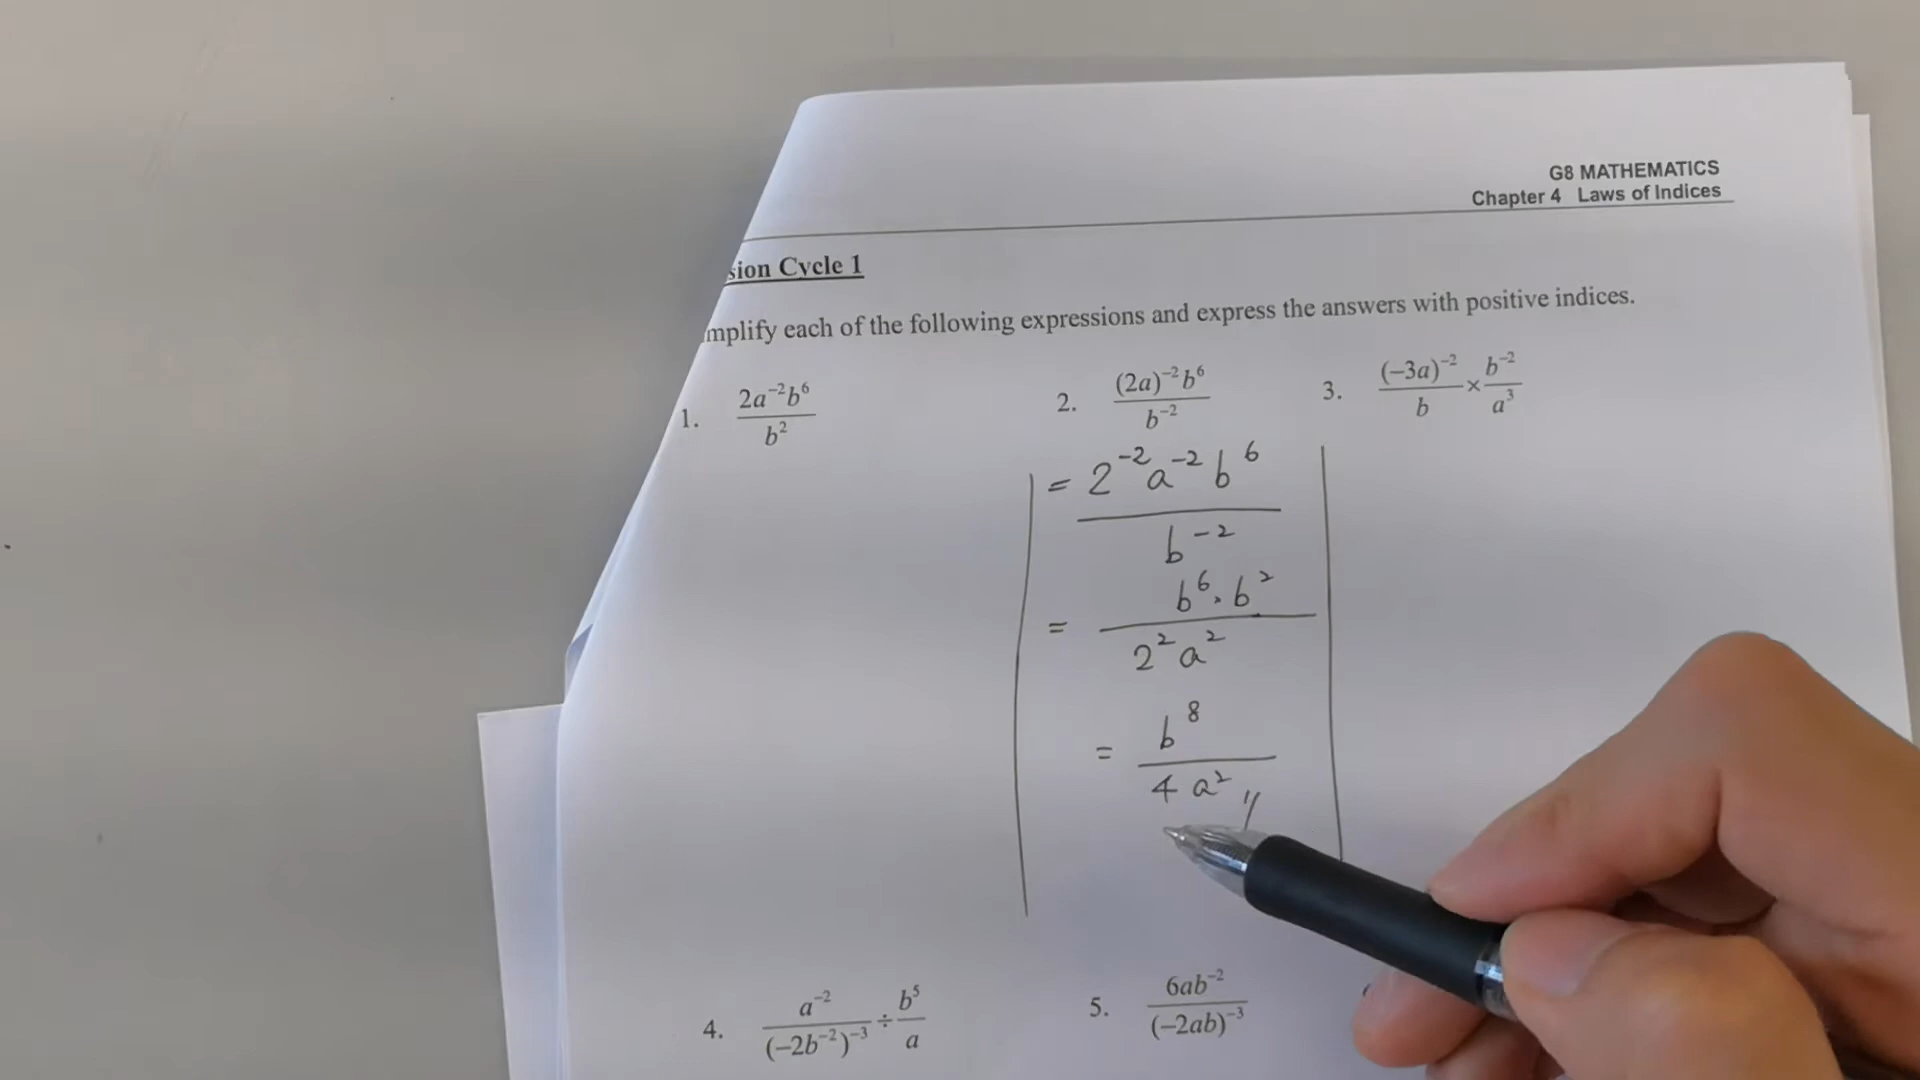 G8 MATHEMATICS
Chapter 4 Laws of Indices
sion Cycle 1
mplify each of the following expressions and express the answers with positive indices.
1. 2a⁻²b⁶ / b²
2. (2a)⁻²b⁶ / b⁻²
3. (−3a)⁻² / b × b⁻² / a³
= 2⁻²a⁻²b⁶ / b⁻²
= b⁶·b² / 2²a²
= b⁸ / 4a² //
4. a⁻² / (−2b⁻²)⁻³ ÷ b⁵ / a
5. 6ab⁻² / (−2ab)⁻³